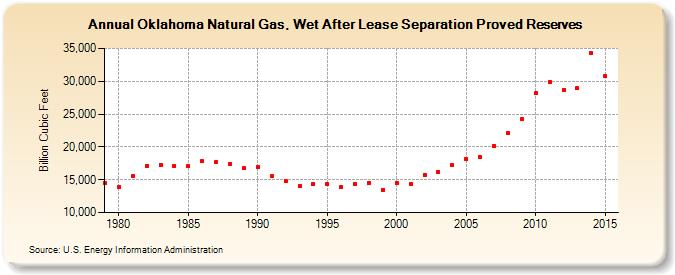 Annual Oklahoma Natural Gas, Wet After Lease Separation Proved Reserves
Billion Cubic Feet
35,000
30,000
25,000
20,000
15,000
10,000
1980 1985 1990 1995 2000 2005 2010 2015
Source: U.S. Energy Information Administration